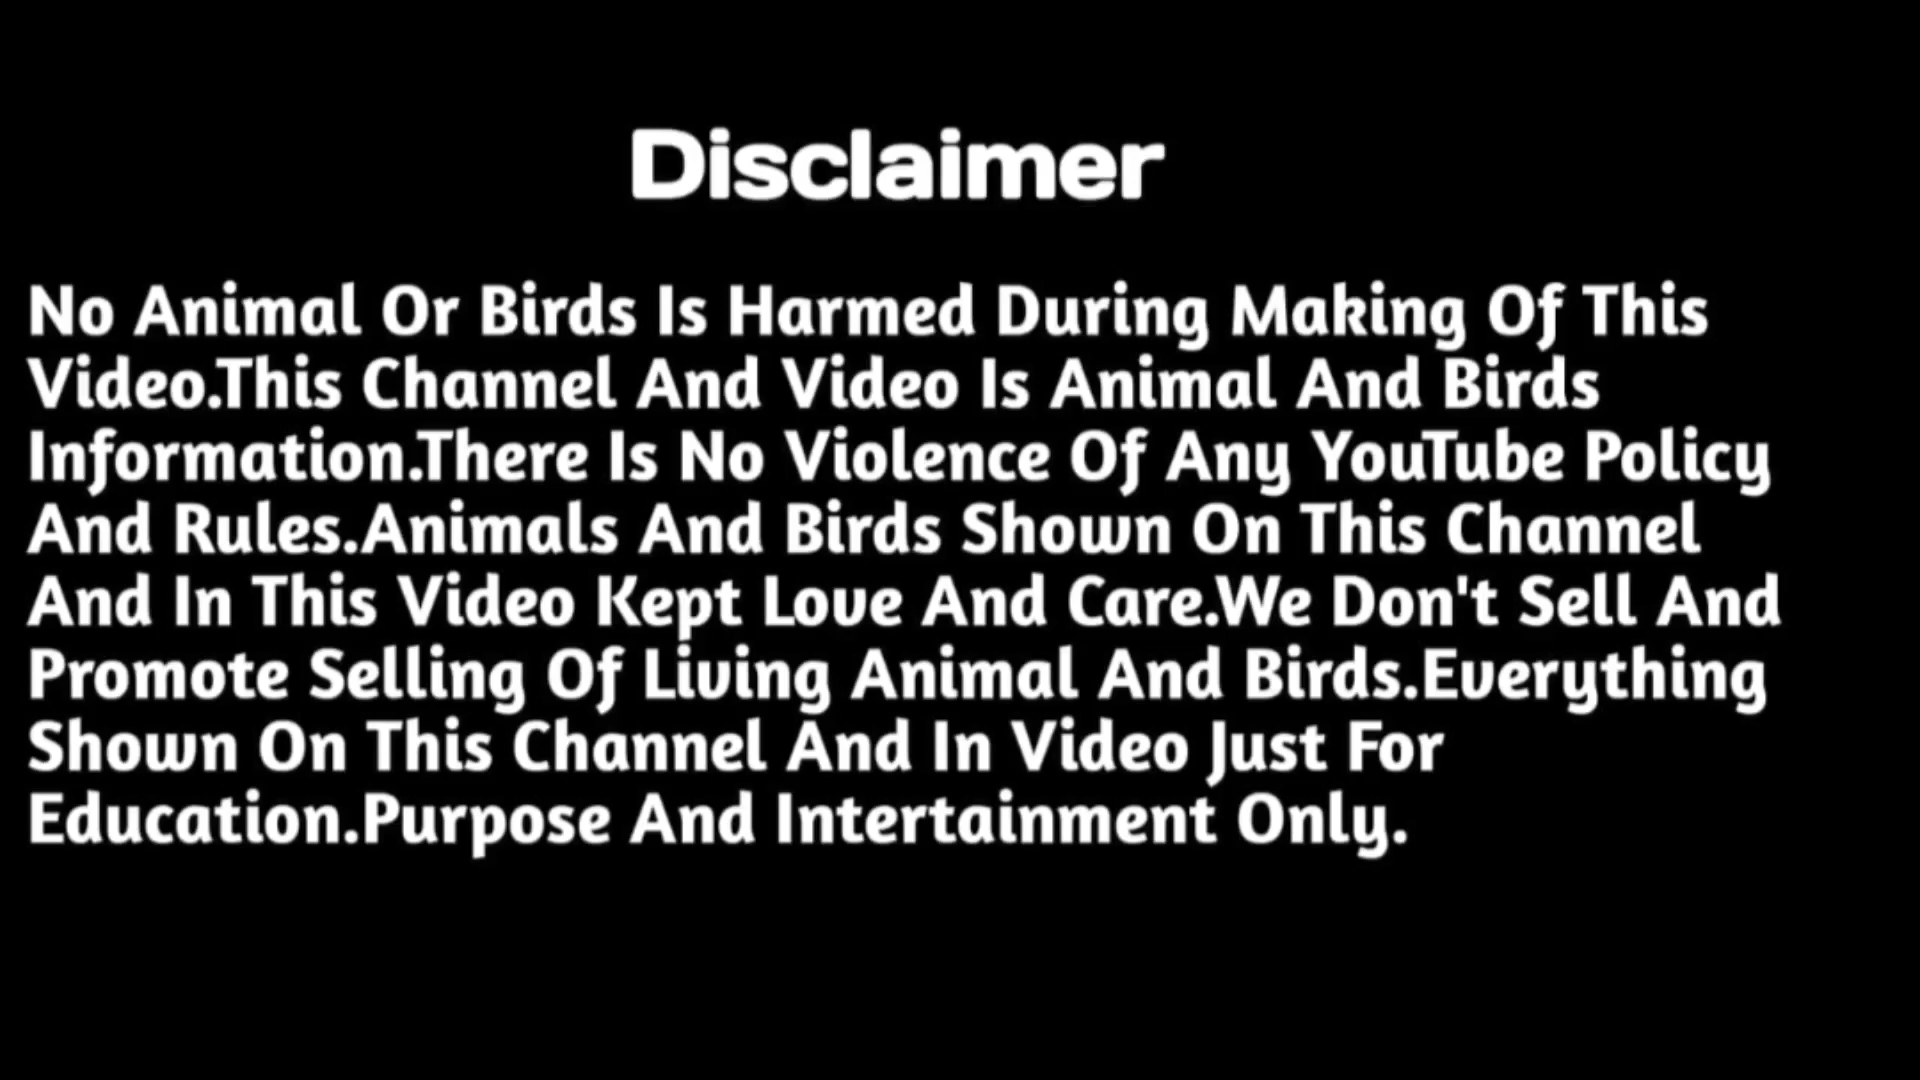 Disclaimer
No Animal Or Birds Is Harmed During Making Of This
Video.This Channel And Video Is Animal And Birds
Information.There Is No Violence Of Any YouTube Policy
And Rules.Animals And Birds Shown On This Channel
And In This Video Kept Love And Care.We Don't Sell And
Promote Selling Of Living Animal And Birds.Everything
Shown On This Channel And In Video Just For
Education.Purpose And Intertainment Only.